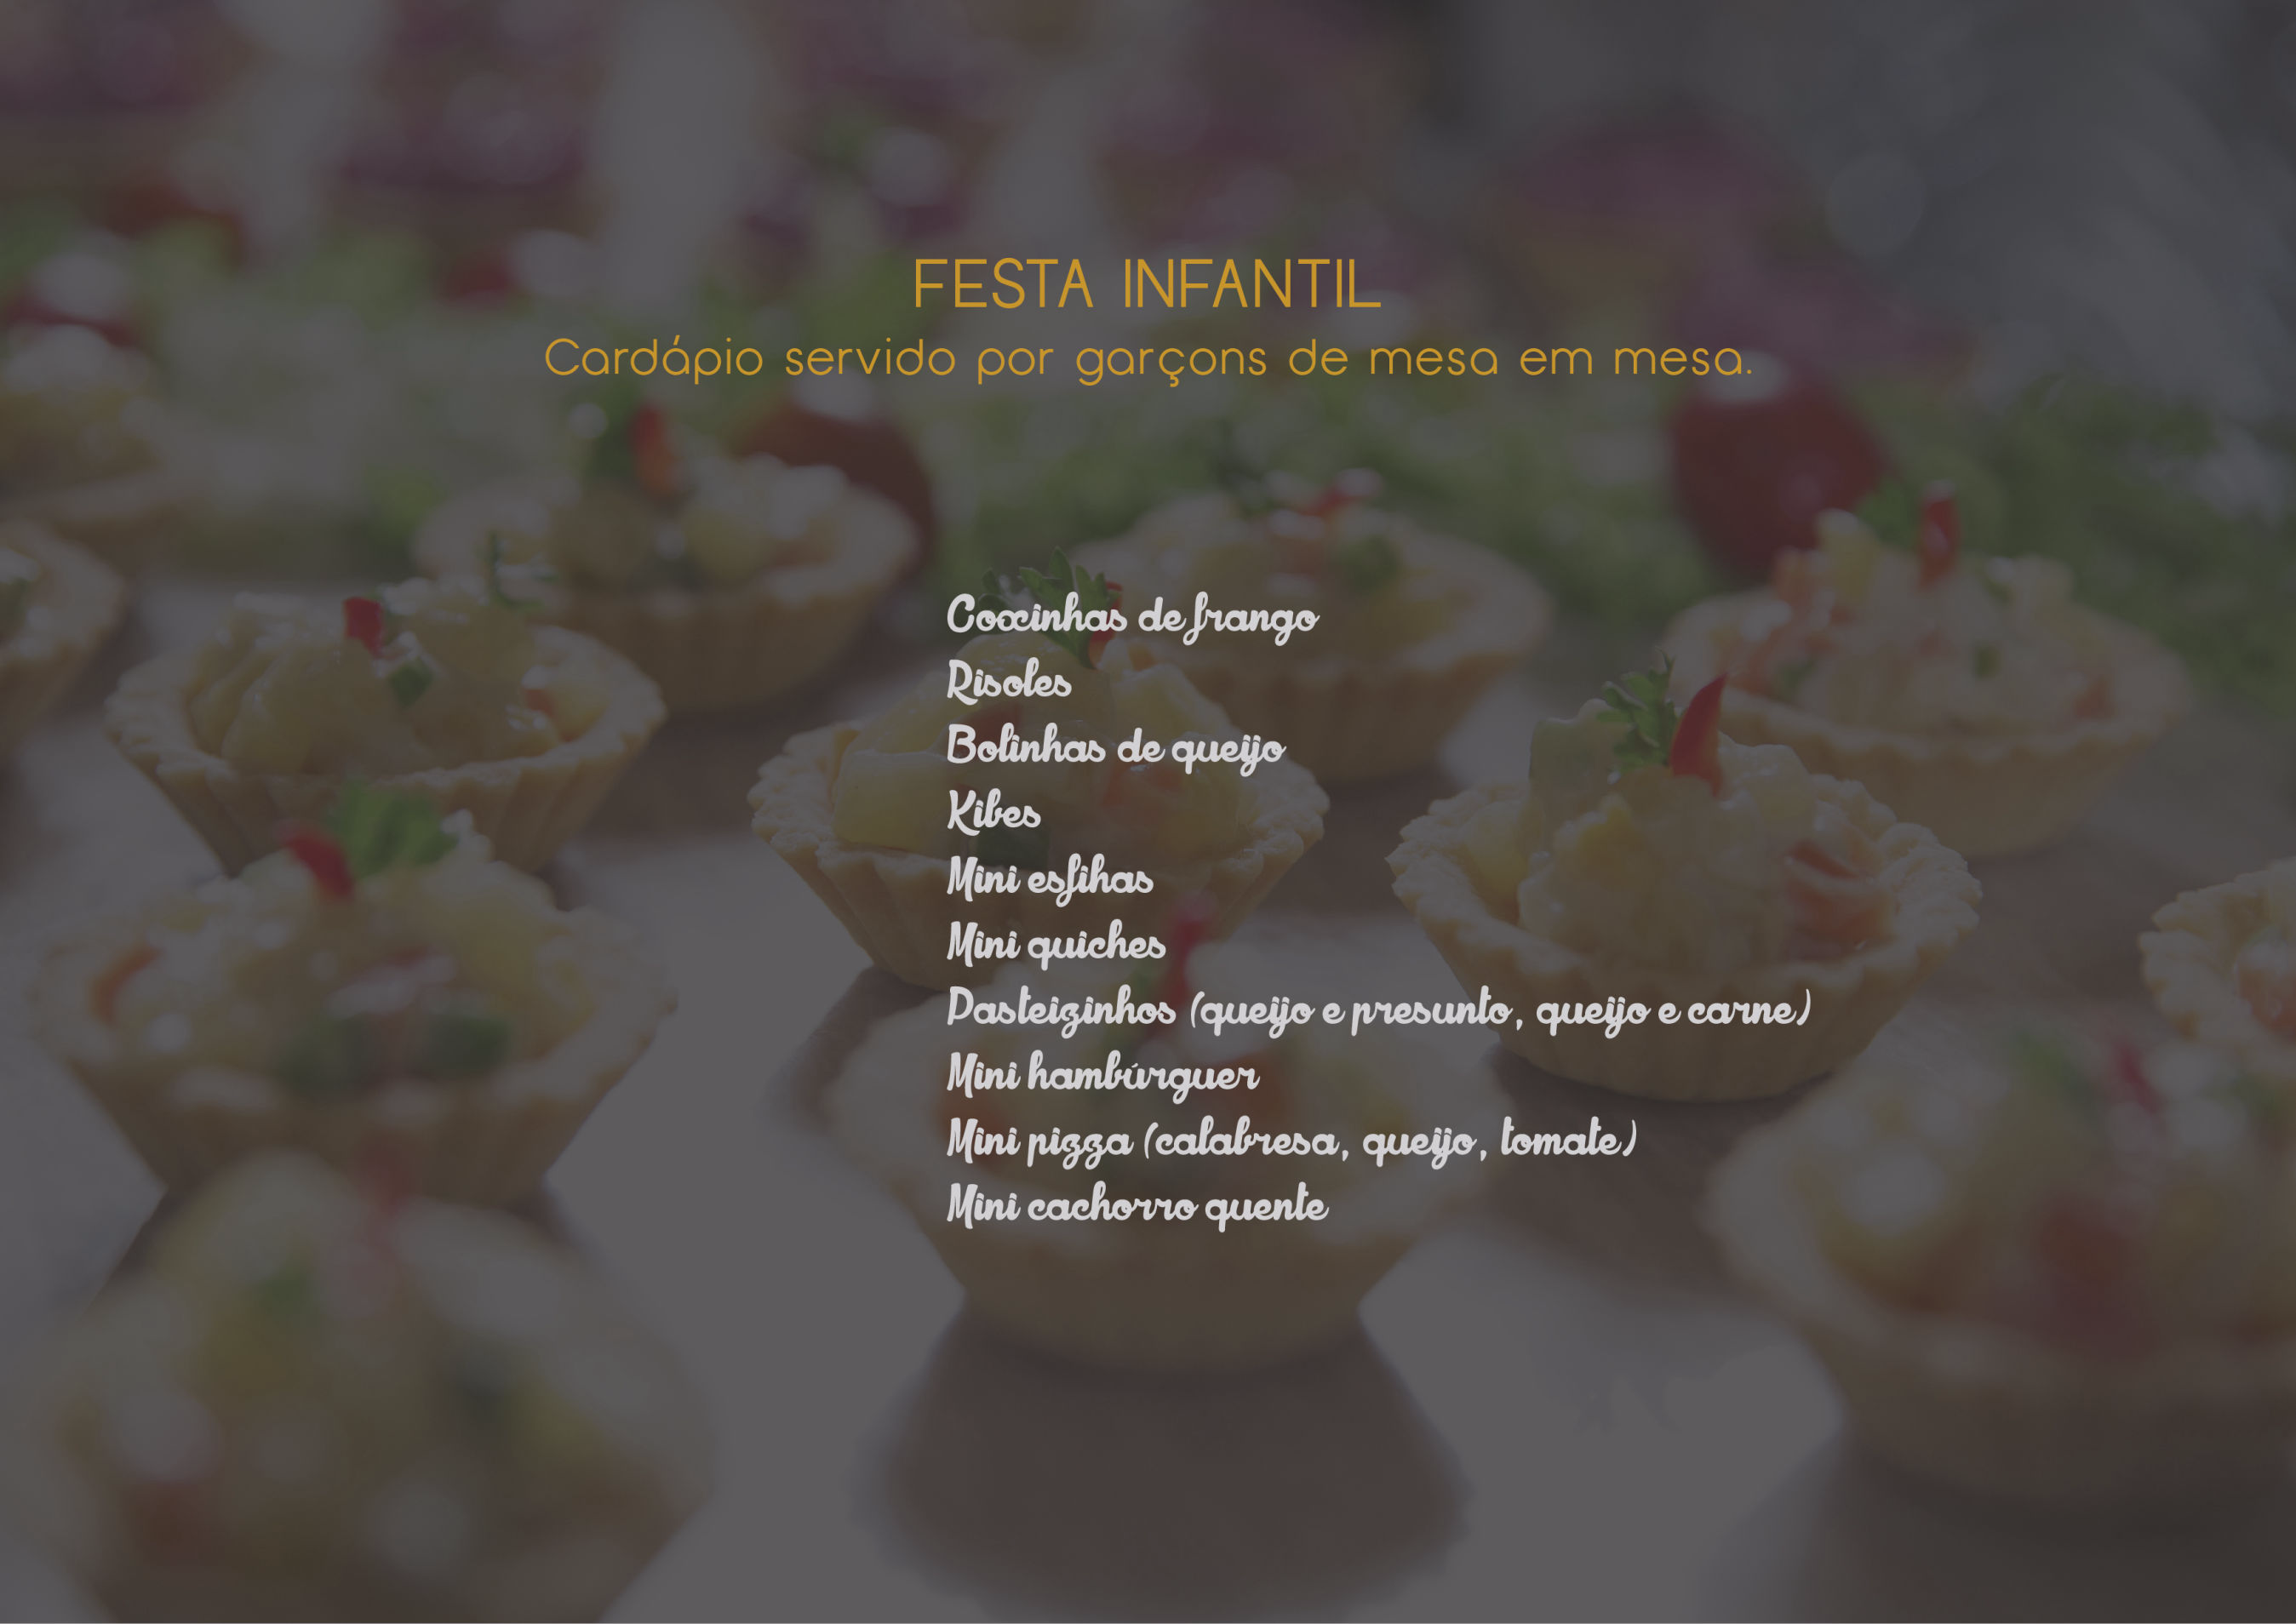 FESTA INFANTIL
Cardápio servido por garçons de mesa em mesa.
Coxinhas de frango
Risoles
Bolinhas de queijo
Kibes
Mini esfihas
Mini quiches
Pasteizinhos (queijo e presunto, queijo e carne)
Mini hambúrguer
Mini pizza (calabresa, queijo, tomate)
Mini cachorro quente